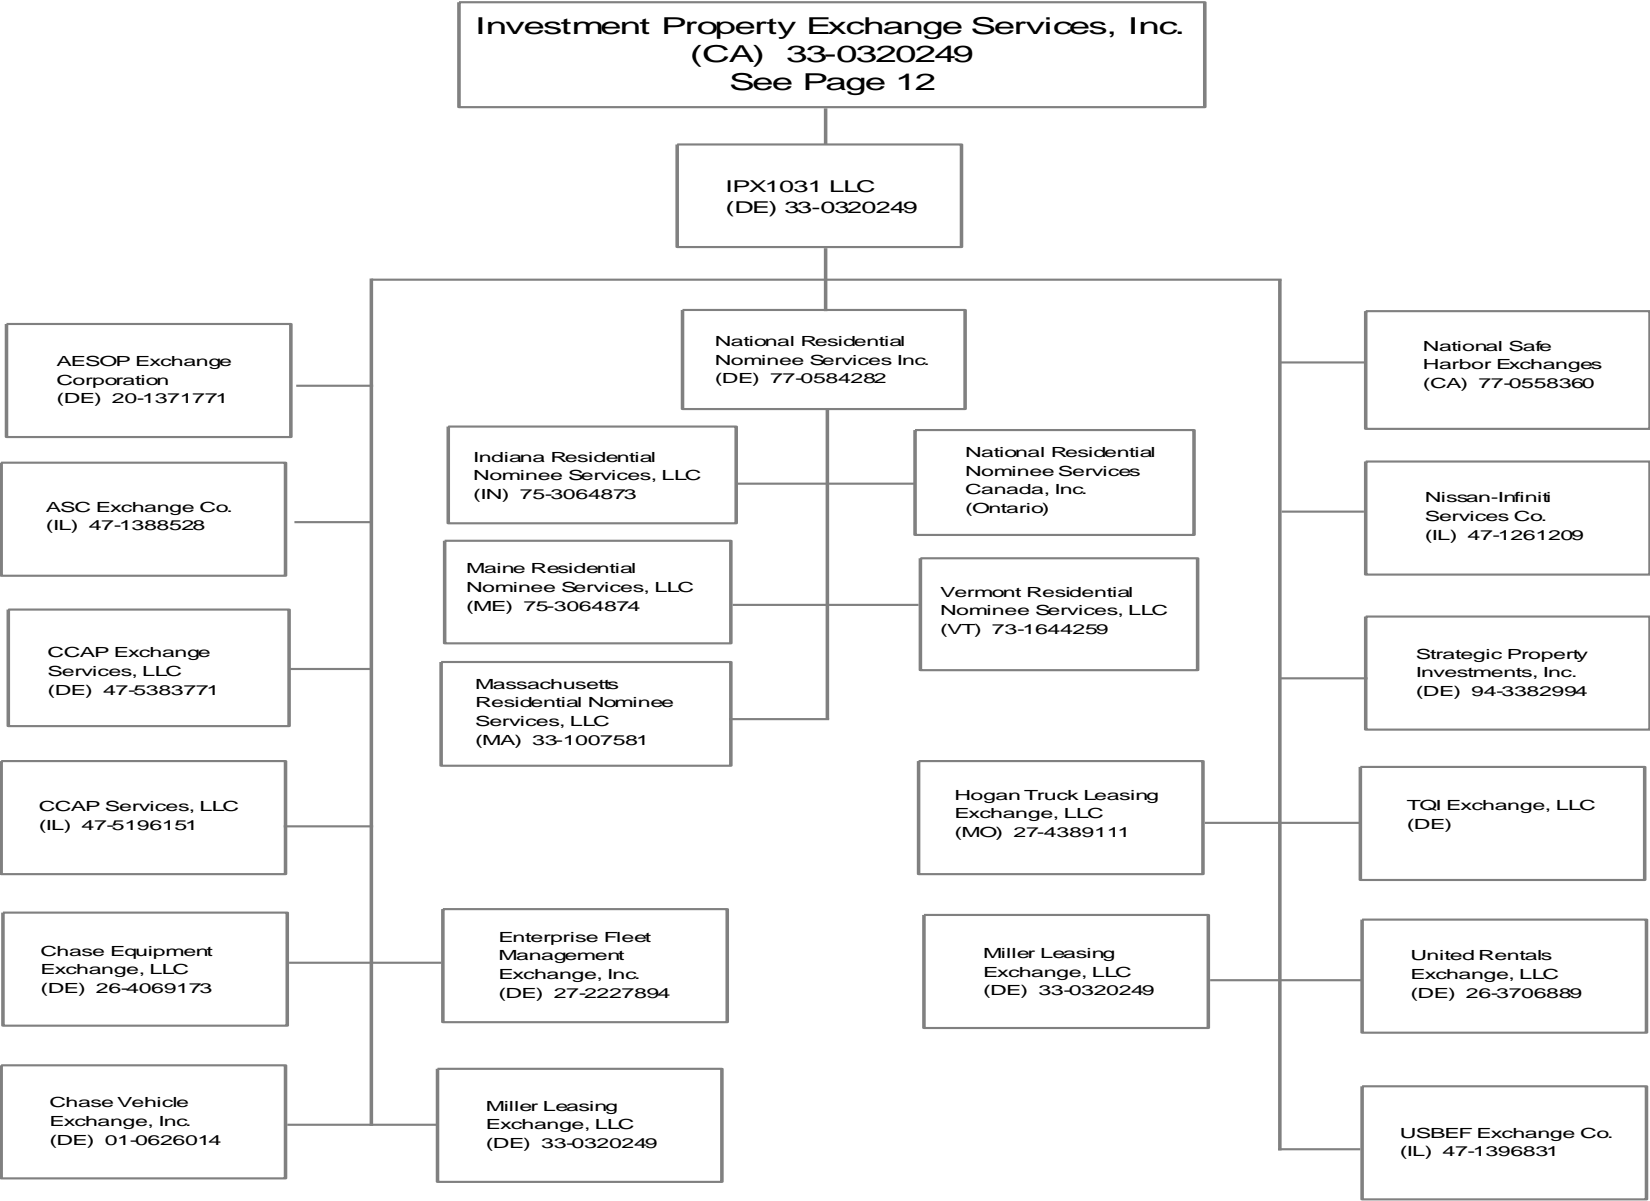 Investment Property Exchange Services, Inc.
(CA) 33-0320249
See Page 12
IPX1031 LLC
(DE) 33-0320249
National Residential
Nominee Services Inc.
(DE) 77-0584282
AESOP Exchange
Corporation
(DE) 20-1371771
ASC Exchange Co.
(IL) 47-1388528
CCAP Exchange
Services, LLC
(DE) 47-5383771
CCAP Services, LLC
(IL) 47-5196151
Chase Equipment
Exchange, LLC
(DE) 26-4069173
Chase Vehicle
Exchange, Inc.
(DE) 01-0626014
Indiana Residential
Nominee Services, LLC
(IN) 75-3064873
Maine Residential
Nominee Services, LLC
(ME) 75-3064874
Massachusetts
Residential Nominee
Services, LLC
(MA) 33-1007581
Enterprise Fleet
Management
Exchange, Inc.
(DE) 27-2227894
Miller Leasing
Exchange, LLC
(DE) 33-0320249
National Residential
Nominee Services
Canada, Inc.
(Ontario)
Vermont Residential
Nominee Services, LLC
(VT) 73-1644259
Hogan Truck Leasing
Exchange, LLC
(MO) 27-4389111
Miller Leasing
Exchange, LLC
(DE) 33-0320249
National Safe
Harbor Exchanges
(CA) 77-0558360
Nissan-Infiniti
Services Co.
(IL) 47-1261209
Strategic Property
Investments, Inc.
(DE) 94-3382994
TQI Exchange, LLC
(DE)
United Rentals
Exchange, LLC
(DE) 26-3706889
USBEF Exchange Co.
(IL) 47-1396831